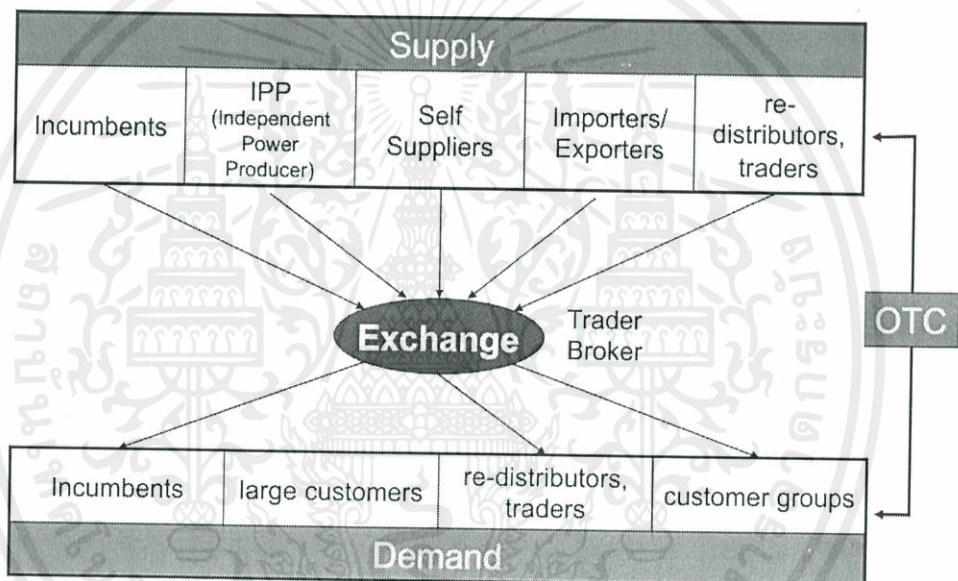 Supply
Incumbents
IPP
(Independent
Power
Producer)
Self
Suppliers
Importers/
Exporters
re-
distributors,
traders
Exchange
Trader
Broker
OTC
Incumbents
large customers
re-distributors,
traders
customer groups
Demand